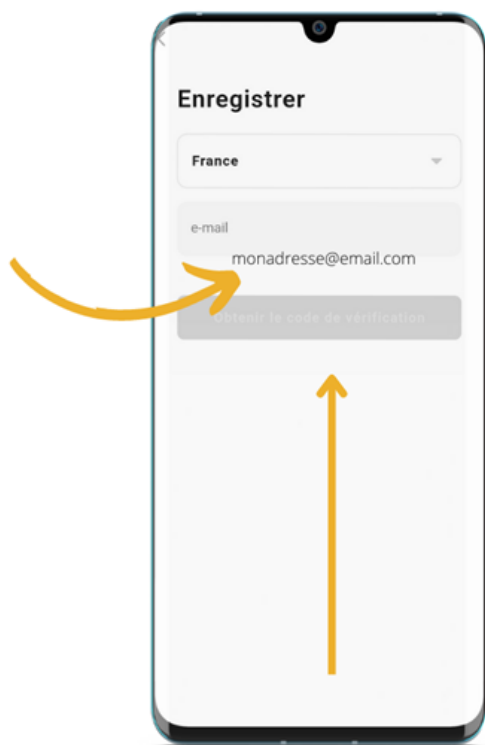 Enregistrer
France
e-mail
monadresse@email.com
Obtenir le code de vérification